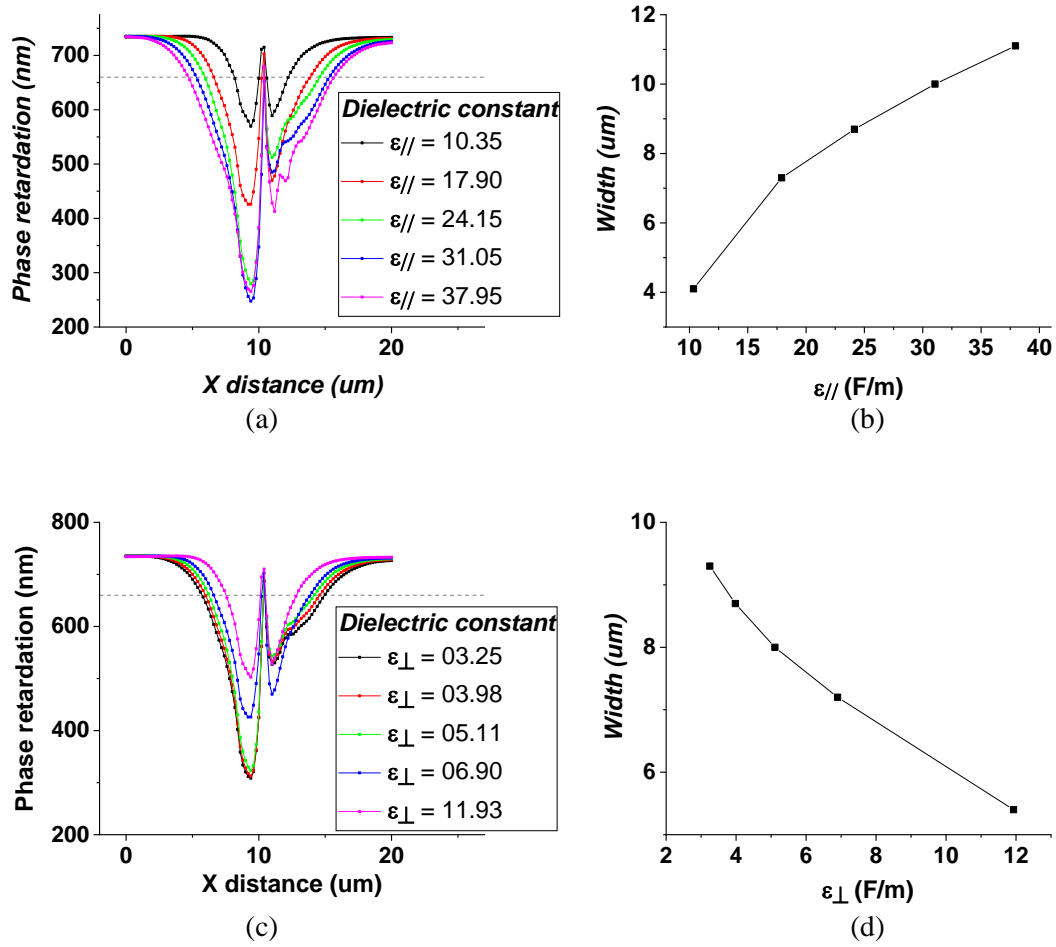 Phase retardation (nm)
700
600
500
400
300
200
0
10
20
X distance (um)
Dielectric constant
ε// = 10.35
ε// = 17.90
ε// = 24.15
ε// = 31.05
ε// = 37.95
(a)
Width (um)
12
10
8
6
4
10
15
20
25
30
35
40
ε// (F/m)
(b)
Phase retardation (nm)
800
600
400
200
0
10
20
X distance (um)
Dielectric constant
ε⊥ = 03.25
ε⊥ = 03.98
ε⊥ = 05.11
ε⊥ = 06.90
ε⊥ = 11.93
(c)
Width (um)
10
8
6
2
4
6
8
10
12
ε⊥ (F/m)
(d)